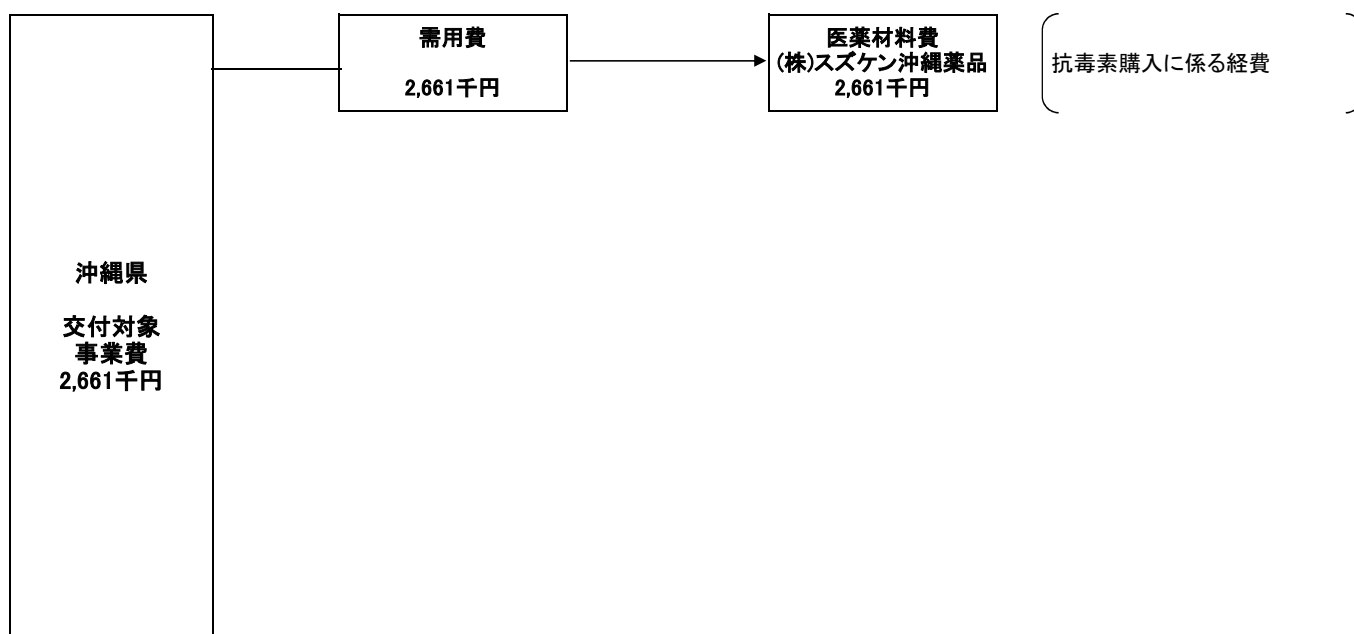 需用費
2,661千円
医薬材料費
(株)スズケン沖縄薬品
2,661千円
抗毒素購入に係る経費
沖縄県
交付対象
事業費
2,661千円